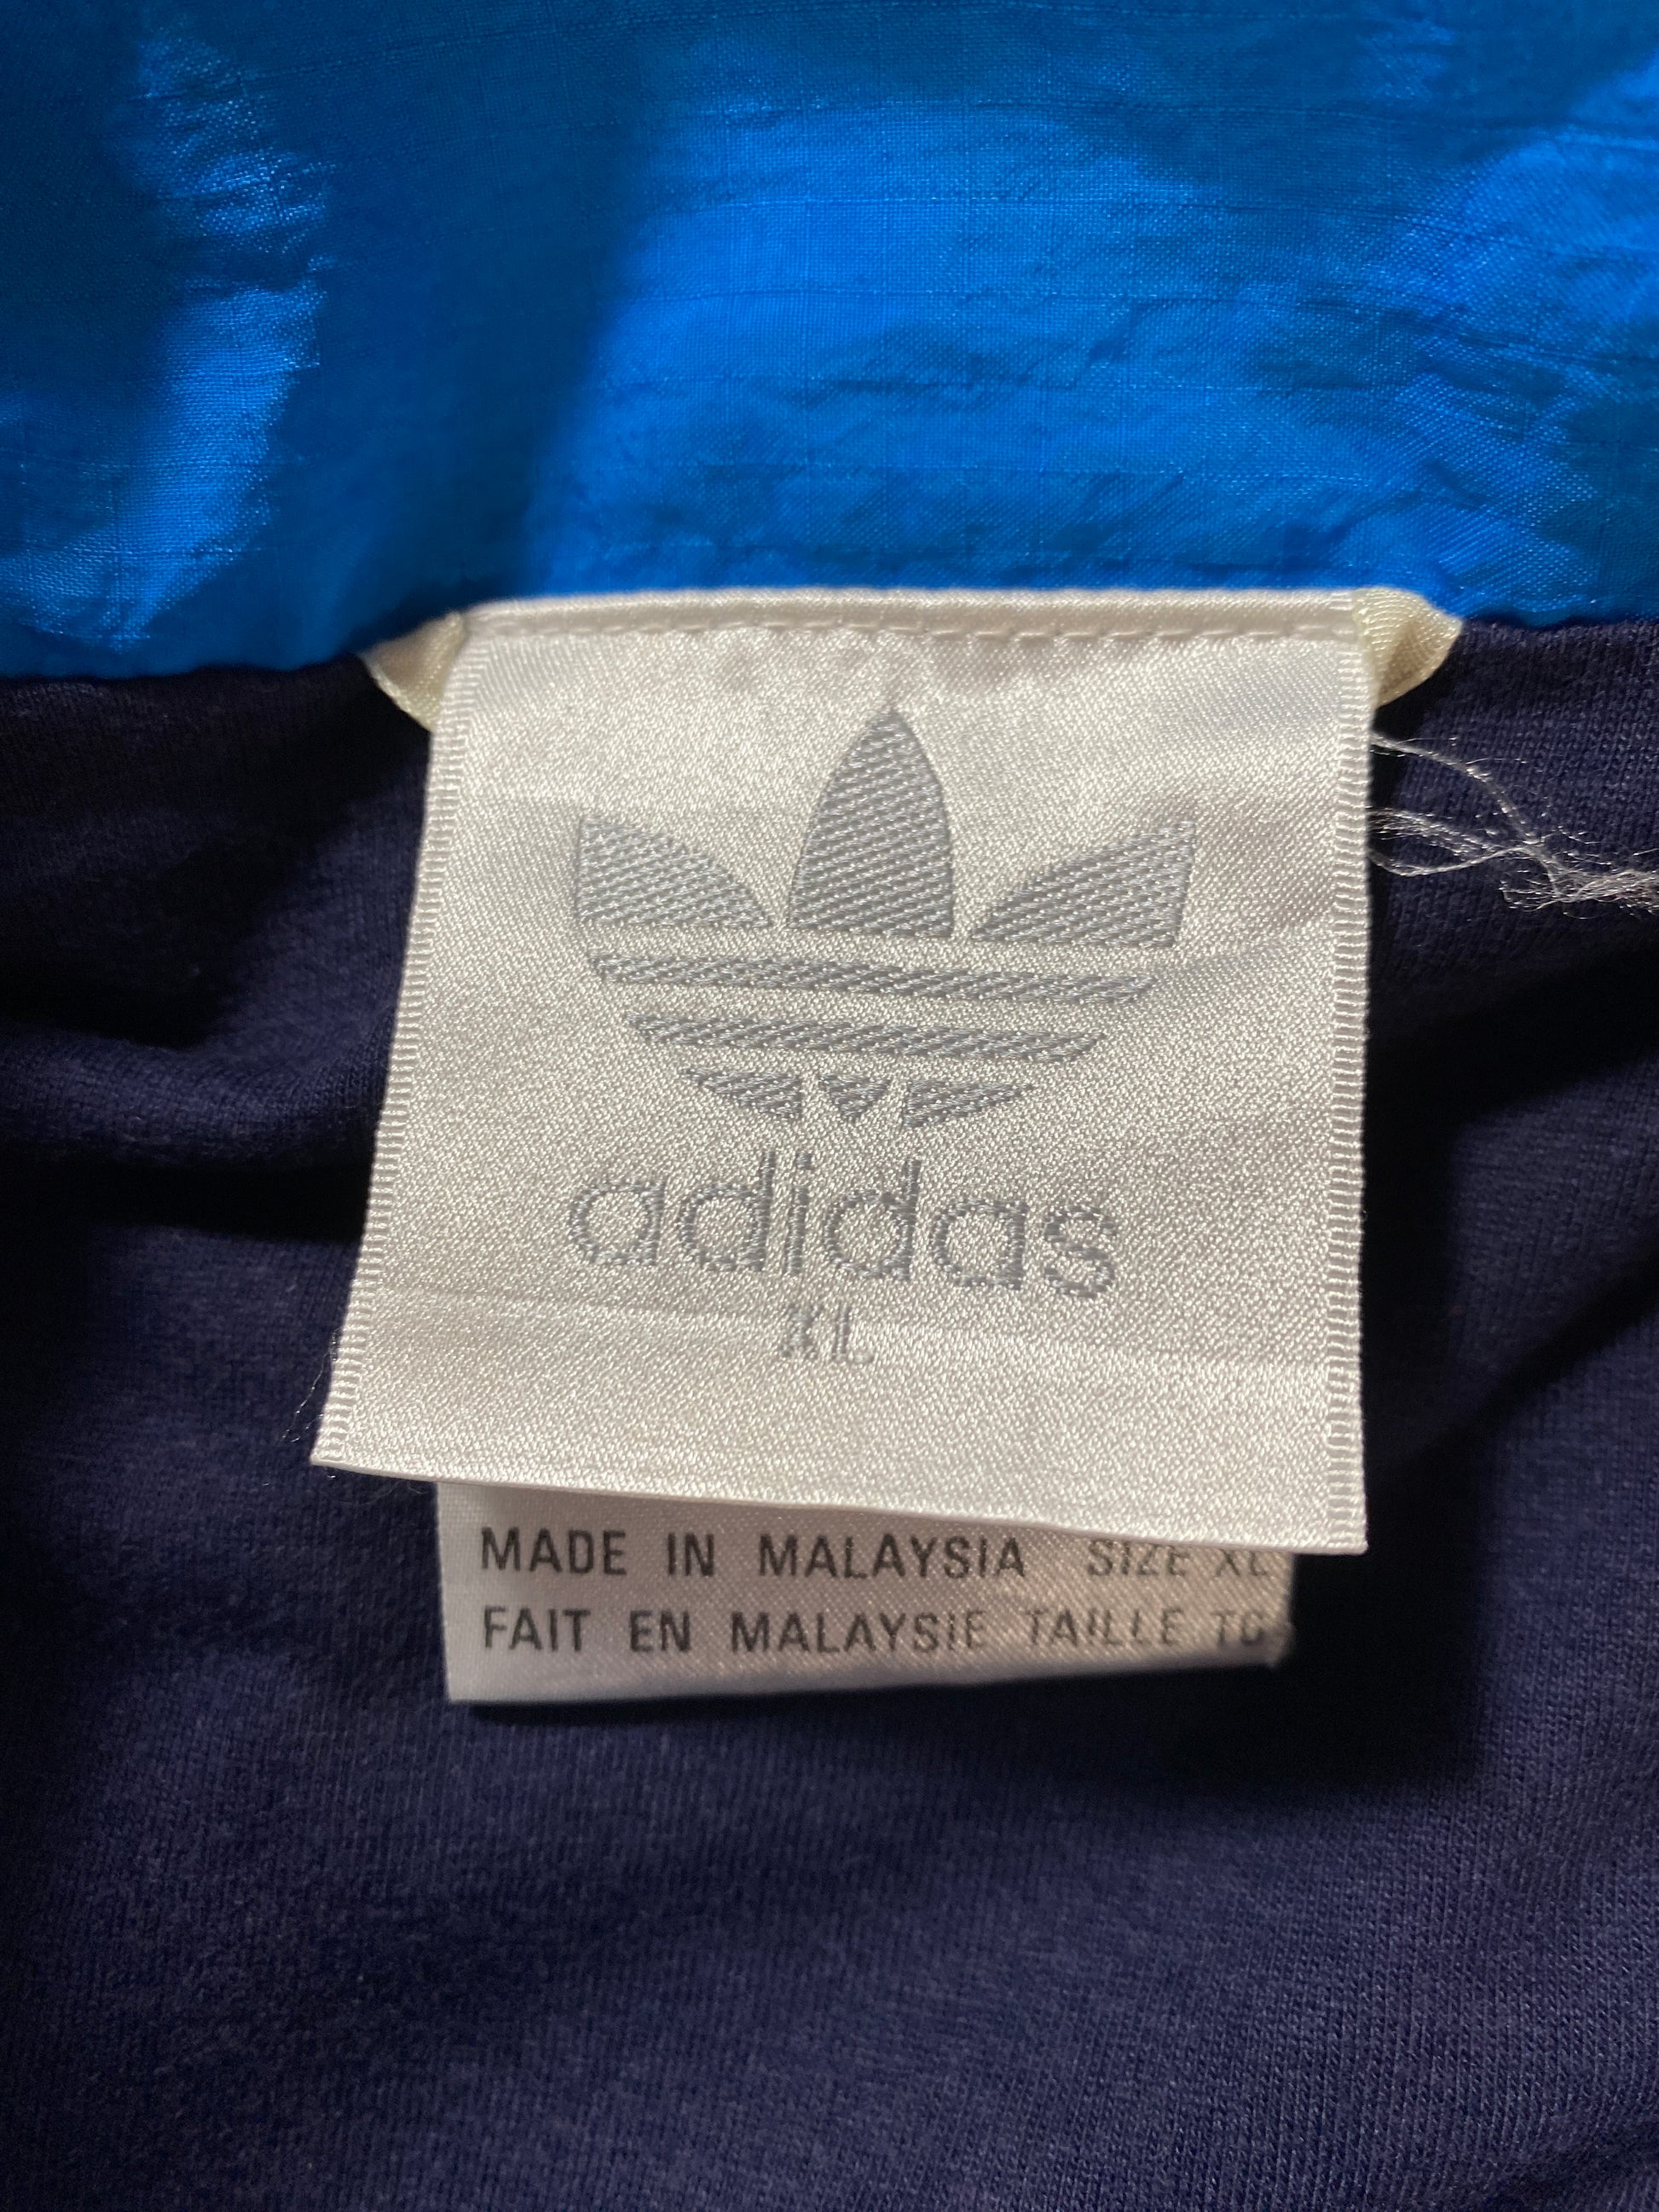 adidas
XL
MADE IN MALAYSIA SIZE XL
FAIT EN MALAYSIE TAILLE TG